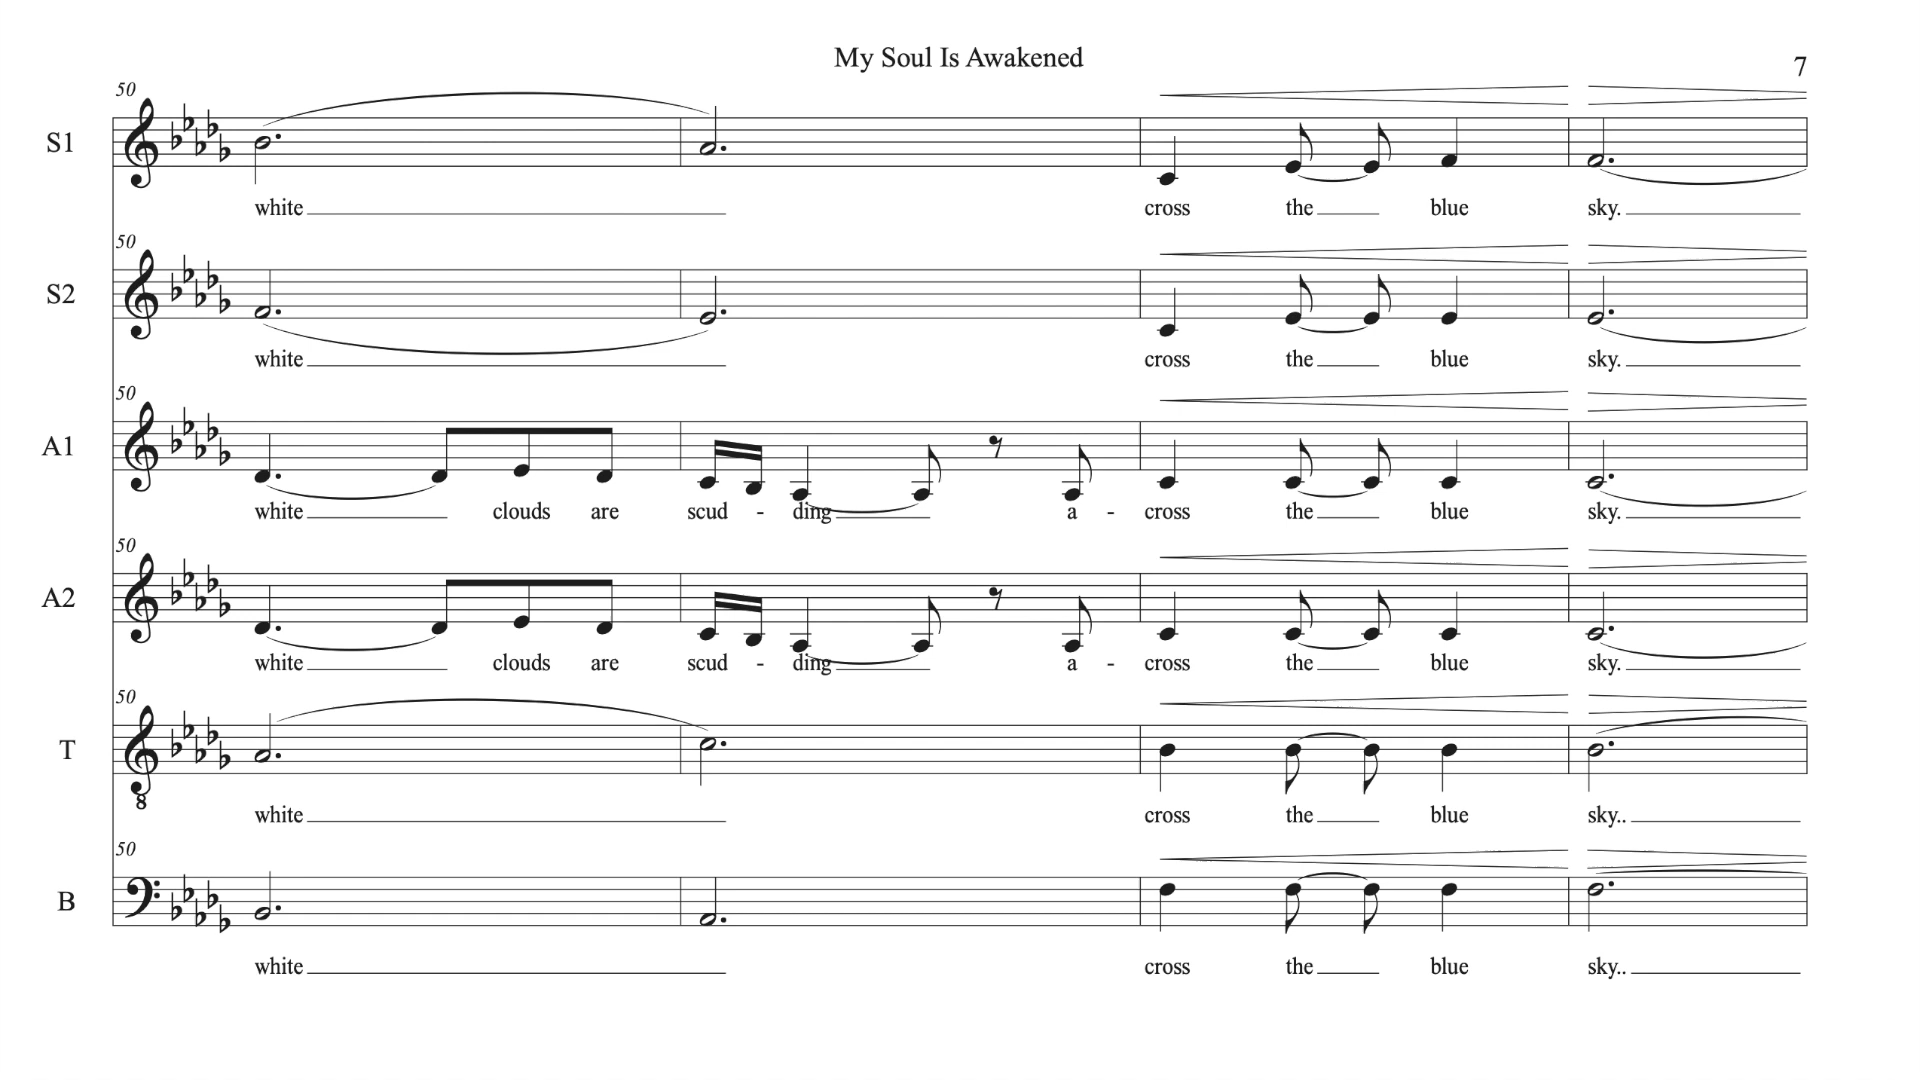 My Soul Is Awakened
7
50
S1
white cross the blue sky.
50
S2
white cross the blue sky.
50
A1
white clouds are scud - ding a - cross the blue sky.
50
A2
white clouds are scud - ding a - cross the blue sky.
50
T
8
white cross the blue sky..
50
B
white cross the blue sky..